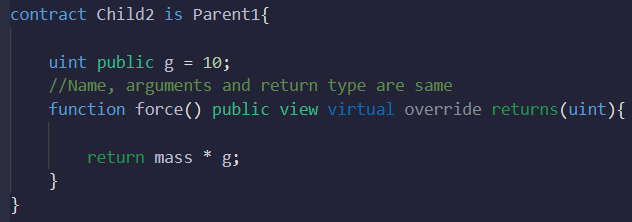 contract Child2 is Parent1{
uint public g = 10;
//Name, arguments and return type are same
function force() public view virtual override returns(uint){
return mass * g;
}
}